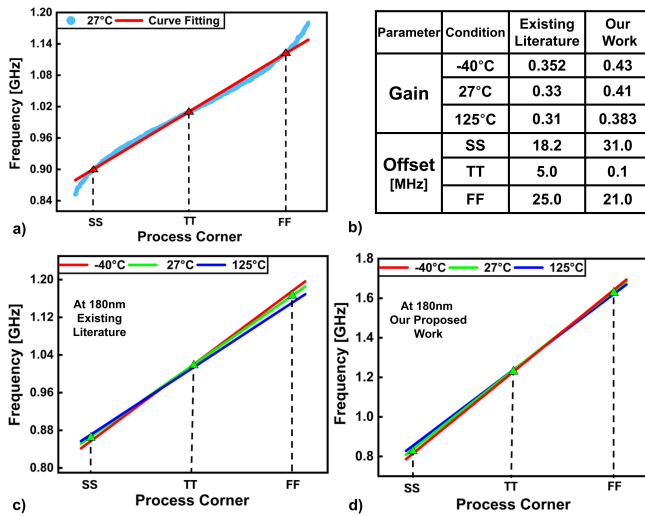 27°C Curve Fitting
Frequency [GHz]
1.20
1.14
1.08
1.02
0.96
0.90
0.84
SS TT FF
Process Corner
a)
Parameter Condition Existing Literature Our Work
Gain
-40°C 0.352 0.43
27°C 0.33 0.41
125°C 0.31 0.383
Offset [MHz]
SS 18.2 31.0
TT 5.0 0.1
FF 25.0 21.0
b)
-40°C 27°C 125°C
At 180nm
Existing
Literature
Frequency [GHz]
1.20
1.12
1.04
0.96
0.88
0.80
SS TT FF
Process Corner
c)
-40°C 27°C 125°C
At 180nm
Our Proposed
Work
Frequency [GHz]
1.8
1.6
1.4
1.2
1.0
0.8
SS TT FF
Process Corner
d)